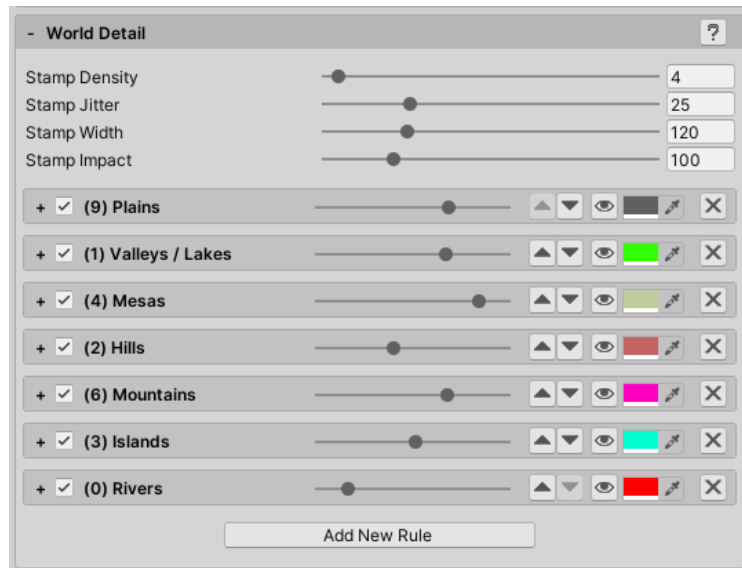 - World Detail ?
Stamp Density 4
Stamp Jitter 25
Stamp Width 120
Stamp Impact 100
+ (9) Plains
+ (1) Valleys / Lakes
+ (4) Mesas
+ (2) Hills
+ (6) Mountains
+ (3) Islands
+ (0) Rivers
Add New Rule